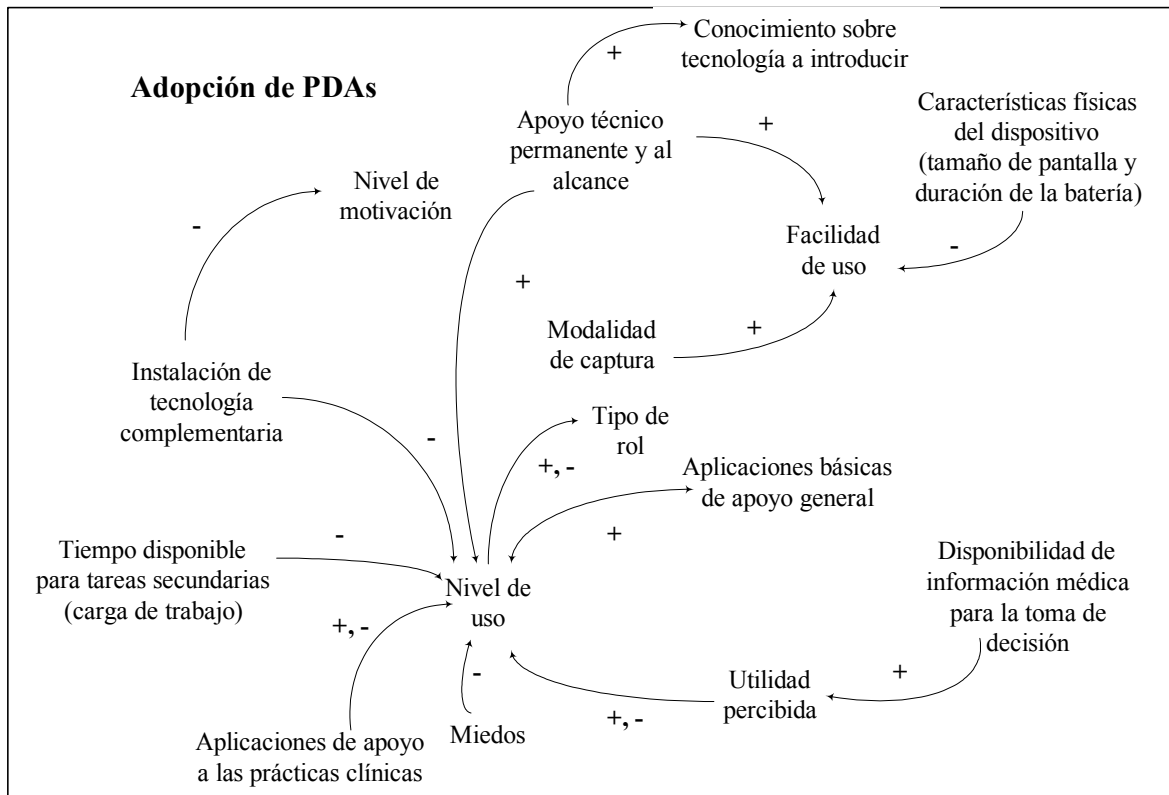 Conocimiento sobre
tecnología a introducir
+
Adopción de PDAs
Apoyo técnico
permanente y al
alcance
+
Características físicas
del dispositivo
(tamaño de pantalla y
duración de la batería)
Nivel de
motivación
-
Facilidad
de uso
-
+
Modalidad
de captura
+
Instalación de
tecnología
complementaria
-
Tipo de
rol
+, -
Aplicaciones básicas
de apoyo general
+
Tiempo disponible
para tareas secundarias
(carga de trabajo)
-
Nivel de
uso
Disponibilidad de
información médica
para la toma de
decisión
+, -
-
+
Utilidad
percibida
+, -
Miedos
Aplicaciones de apoyo
a las prácticas clínicas